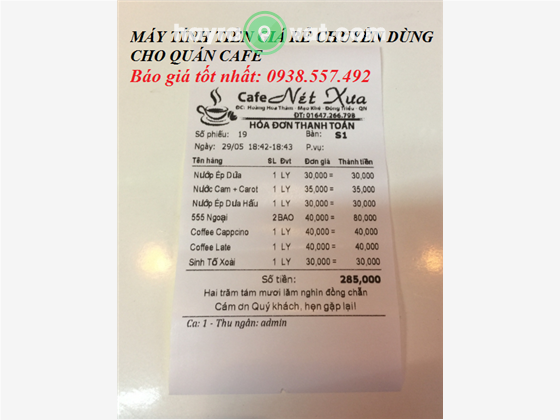 MÁY TÍNH TIỀN GIÁ RẺ CHUYÊN DÙNG
CHO QUÁN CAFE
Báo giá tốt nhất: 0938.557.492
Cafe Nét Xưa
ĐC: Hoàng Hoa Thám - Mạo Khê - Đông Triều - QN
ĐT: 01647.266.798
HÓA ĐƠN THANH TOÁN
Số phiếu: 19 Bàn: S1
Ngày: 29/05 18:42-18:43 P.vụ:
Tên hàng SL Đvt Đơn giá Thành tiền
Nướp Ép Dứa 1 LY 30,000 = 30,000
Nước Cam + Carot 1 LY 35,000 = 35,000
Nướp Ép Dưa Hấu 1 LY 30,000 = 30,000
555 Ngoại 2 BAO 40,000 = 80,000
Coffee Cappcino 1 LY 40,000 = 40,000
Coffee Late 1 LY 40,000 = 40,000
Sinh Tố Xoài 1 LY 30,000 = 30,000
Số tiền: 285,000
Hai trăm tám mươi lăm nghìn đồng chẵn
Cảm ơn Quý khách, hẹn gặp lại!
Ca: 1 - Thu ngân: admin